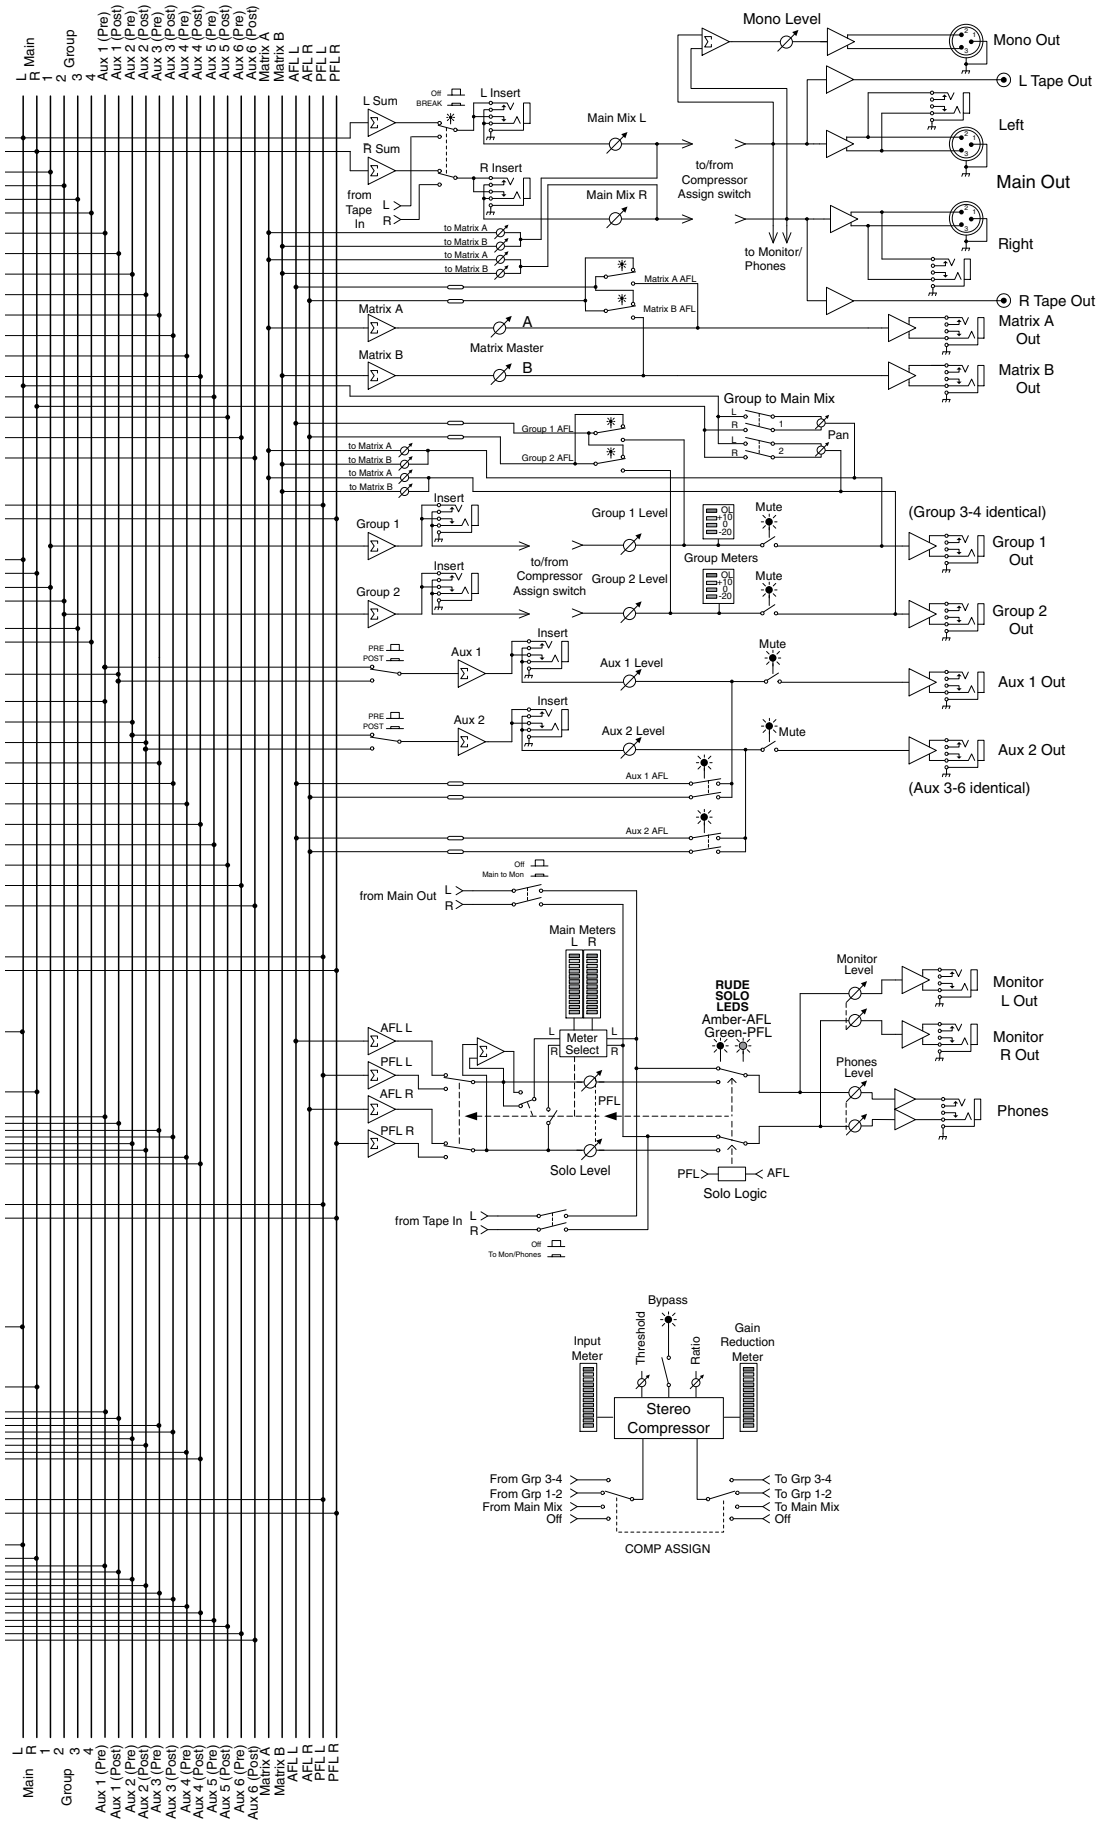 L
R
Main
1
2
Group
3
4
Aux 1 (Pre)
Aux 1 (Post)
Aux 2 (Pre)
Aux 2 (Post)
Aux 3 (Pre)
Aux 3 (Post)
Aux 4 (Pre)
Aux 4 (Post)
Aux 5 (Pre)
Aux 5 (Post)
Aux 6 (Pre)
Aux 6 (Post)
Matrix A
Matrix B
AFL L
AFL R
PFL L
PFL R
Mono Level
Σ
2
1
3
Mono Out
L Tape Out
L Sum
Σ
Off
BREAK
L Insert
Main Mix L
Left
2
1
3
R Sum
Σ
R Insert
to/from
Compressor
Assign switch
Main Out
from
Tape
In
L
R
Main Mix R
2
1
3
Right
to Matrix A
to Matrix B
to Matrix A
to Matrix B
to Monitor/
Phones
Matrix A AFL
Matrix B AFL
R Tape Out
Matrix A
Σ
A
Matrix A
Out
Matrix Master
Matrix B
Σ
B
Matrix B
Out
Group to Main Mix
L
R
1
L
R
2
Pan
Group 1 AFL
Group 2 AFL
to Matrix A
to Matrix B
to Matrix A
to Matrix B
Insert
Group 1
Σ
Group 1 Level
OL
+10
0
-20
Mute
(Group 3-4 identical)
Group 1
Out
to/from
Compressor
Assign switch
Group Meters
Insert
Group 2
Σ
Group 2 Level
OL
+10
0
-20
Mute
Group 2
Out
PRE
POST
Aux 1
Σ
Insert
Aux 1 Level
Mute
Aux 1 Out
PRE
POST
Aux 2
Σ
Insert
Aux 2 Level
Mute
Aux 2 Out
(Aux 3-6 identical)
Aux 1 AFL
Aux 2 AFL
Off
Main to Mon
from Main Out
L
R
Main Meters
L R
Monitor
Level
Monitor
L Out
RUDE
SOLO
LEDS
Amber-AFL
Green-PFL
AFL L
Σ
PFL L
Σ
AFL R
Σ
PFL R
Σ
Σ
L
R
Meter
Select
L
R
Monitor
R Out
Phones
Level
PFL
Phones
Solo Level
PFL
AFL
Solo Logic
from Tape In
L
R
Off
To Mon/Phones
Bypass
Input
Meter
Threshold
Ratio
Gain
Reduction
Meter
Stereo
Compressor
From Grp 3-4
From Grp 1-2
From Main Mix
Off
To Grp 3-4
To Grp 1-2
To Main Mix
Off
COMP ASSIGN
L
R
Main
1
2
Group
3
4
Aux 1 (Pre)
Aux 1 (Post)
Aux 2 (Pre)
Aux 2 (Post)
Aux 3 (Pre)
Aux 3 (Post)
Aux 4 (Pre)
Aux 4 (Post)
Aux 5 (Pre)
Aux 5 (Post)
Aux 6 (Pre)
Aux 6 (Post)
Matrix A
Matrix B
AFL L
AFL R
PFL L
PFL R